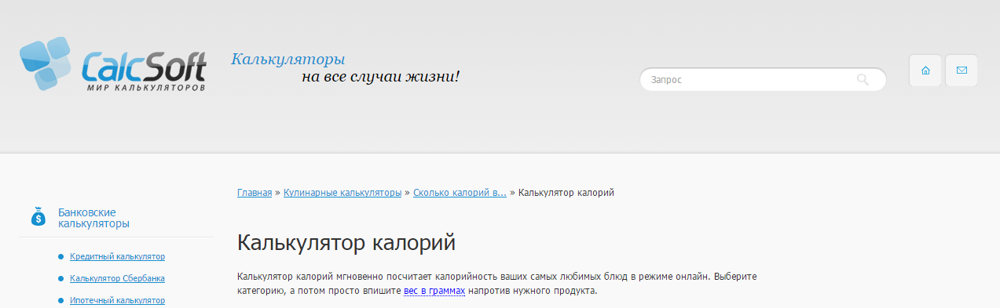 CalcSoft
МИР КАЛЬКУЛЯТОРОВ
Калькуляторы
на все случаи жизни!
Запрос
Главная » Кулинарные калькуляторы » Сколько калорий в... » Калькулятор калорий
Банковские
калькуляторы
Кредитный калькулятор
Калькулятор Сбербанка
Ипотечный калькулятор
Калькулятор калорий
Калькулятор калорий мгновенно посчитает калорийность ваших самых любимых блюд в режиме онлайн. Выберите
категорию, а потом просто впишите вес в граммах напротив нужного продукта.